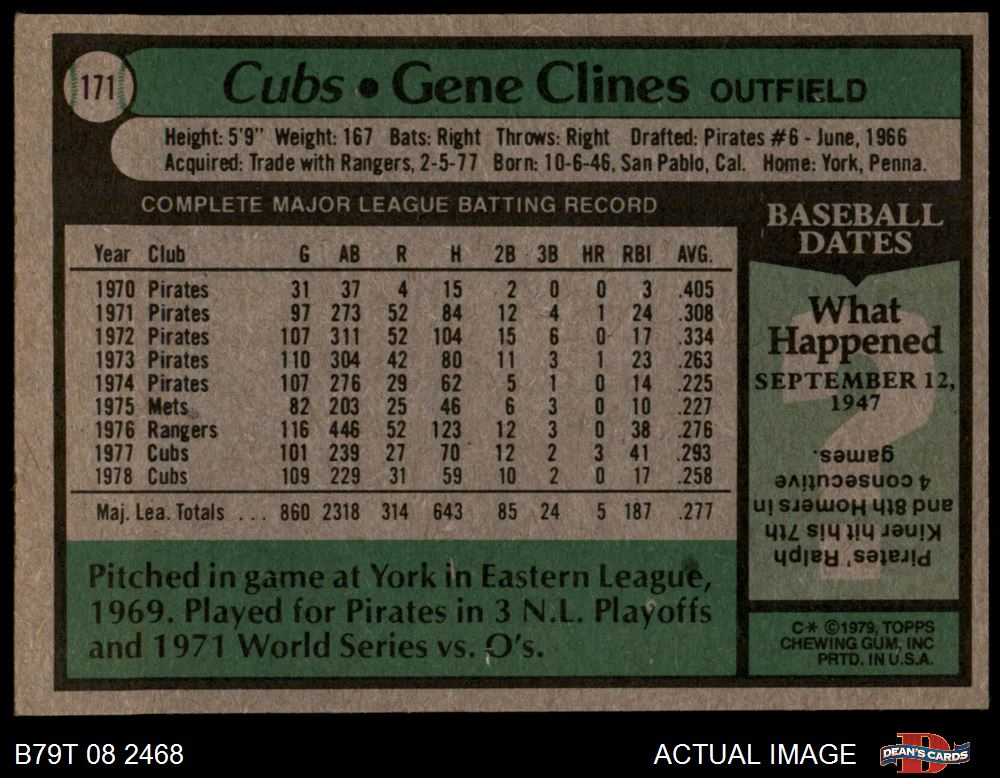 171
Cubs • Gene Clines OUTFIELD
Height: 5'9" Weight: 167 Bats: Right Throws: Right Drafted: Pirates #6 - June, 1966
Acquired: Trade with Rangers, 2-5-77 Born: 10-6-46, San Pablo, Cal. Home: York, Penna.
COMPLETE MAJOR LEAGUE BATTING RECORD
Year Club G AB R H 2B 3B HR RBI AVG.
1970 Pirates 31 37 4 15 2 0 0 3 .405
1971 Pirates 97 273 52 84 12 4 1 24 .308
1972 Pirates 107 311 52 104 15 6 0 17 .334
1973 Pirates 110 304 42 80 11 3 1 23 .263
1974 Pirates 107 276 29 62 5 1 0 14 .225
1975 Mets 82 203 25 46 6 3 0 10 .227
1976 Rangers 116 446 52 123 12 3 0 38 .276
1977 Cubs 101 239 27 70 12 2 3 41 .293
1978 Cubs 109 229 31 59 10 2 0 17 .258
Maj. Lea. Totals ... 860 2318 314 643 85 24 5 187 .277
Pitched in game at York in Eastern League,
1969. Played for Pirates in 3 N.L. Playoffs
and 1971 World Series vs. O's.
BASEBALL
DATES
What
Happened
SEPTEMBER 12,
1947
?
Pirates' Ralph
Kiner hit his 7th
and 8th Homers in
4 consecutive
games.
C* ©1979, TOPPS
CHEWING GUM, INC
PRTD. IN U.S.A.
B79T 08 2468
ACTUAL IMAGE
D
DEAN'S CARDS